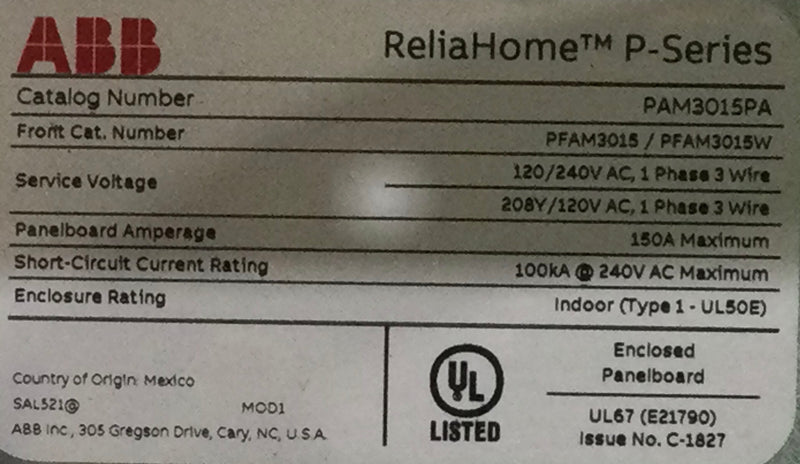 ABB
ReliaHome™ P-Series
Catalog Number PAM3015PA
Front Cat. Number PFAM3015 / PFAM3015W
Service Voltage
120/240V AC, 1 Phase 3 Wire
208Y/120V AC, 1 Phase 3 Wire
Panelboard Amperage 150A Maximum
Short-Circuit Current Rating 100kA @ 240V AC Maximum
Enclosure Rating Indoor (Type 1 - UL50E)
Country of Origin: Mexico
SAL521@ MOD1
ABB Inc., 305 Gregson Drive, Cary, NC, U.S.A.
UL
LISTED
Enclosed
Panelboard
UL67 (E21790)
Issue No. C-1827